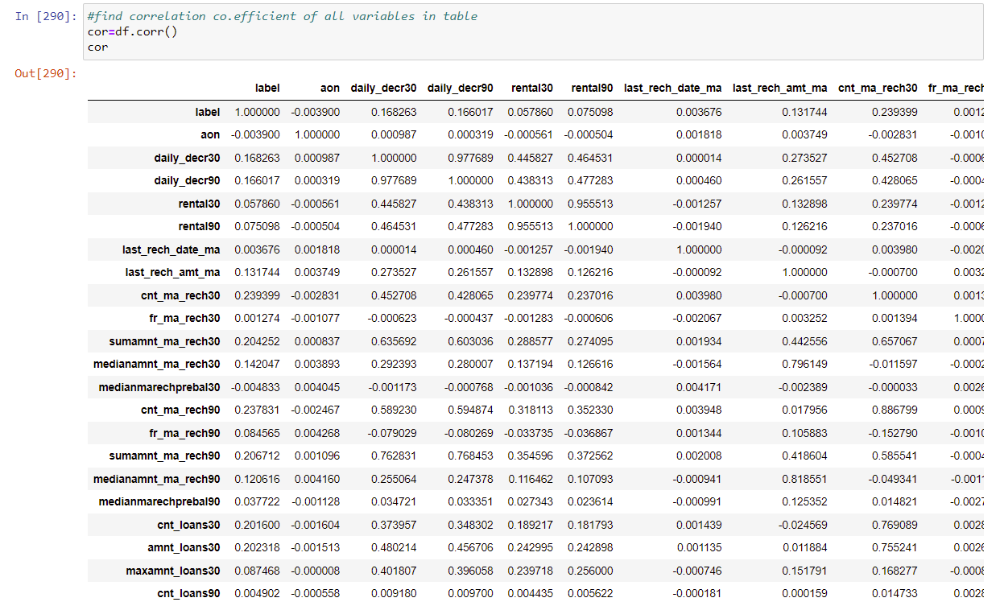 In [290]: #find correlation co.efficient of all variables in table
cor=df.corr()
cor
Out[290]:
label aon daily_decr30 daily_decr90 rental30 rental90 last_rech_date_ma last_rech_amt_ma cnt_ma_rech30 fr_ma_rech
label 1.000000 -0.003900 0.168263 0.166017 0.057860 0.075098 0.003676 0.131744 0.239399 0.0012
aon -0.003900 1.000000 0.000987 0.000319 -0.000561 -0.000504 0.001818 0.003749 -0.002831 -0.0010
daily_decr30 0.168263 0.000987 1.000000 0.977689 0.445827 0.464531 0.000014 0.273527 0.452708 -0.0006
daily_decr90 0.166017 0.000319 0.977689 1.000000 0.438313 0.477283 0.000460 0.261557 0.428065 -0.0004
rental30 0.057860 -0.000561 0.445827 0.438313 1.000000 0.955513 -0.001257 0.132898 0.239774 -0.0012
rental90 0.075098 -0.000504 0.464531 0.477283 0.955513 1.000000 -0.001940 0.126216 0.237016 -0.0006
last_rech_date_ma 0.003676 0.001818 0.000014 0.000460 -0.001257 -0.001940 1.000000 -0.000092 0.003980 -0.0020
last_rech_amt_ma 0.131744 0.003749 0.273527 0.261557 0.132898 0.126216 -0.000092 1.000000 -0.000700 0.0032
cnt_ma_rech30 0.239399 -0.002831 0.452708 0.428065 0.239774 0.237016 0.003980 -0.000700 1.000000 0.0013
fr_ma_rech30 0.001274 -0.001077 -0.000623 -0.000437 -0.001283 -0.000606 -0.002067 0.003252 0.001394 1.0000
sumamnt_ma_rech30 0.204252 0.000837 0.635692 0.603036 0.288577 0.274095 0.001934 0.442556 0.657067 0.0007
medianamnt_ma_rech30 0.142047 0.003893 0.292393 0.280007 0.137194 0.126616 -0.001564 0.796149 -0.011597 -0.0002
medianmarechprebal30 -0.004833 0.004045 -0.001173 -0.000768 -0.001036 -0.000842 0.004171 -0.002389 -0.000033 0.0026
cnt_ma_rech90 0.237831 -0.002467 0.589230 0.594874 0.318113 0.352330 0.003948 0.017956 0.886799 0.0009
fr_ma_rech90 0.084565 0.004268 -0.079029 -0.080269 -0.033735 -0.036867 0.001344 0.105883 -0.152790 -0.0010
sumamnt_ma_rech90 0.206712 0.001096 0.762831 0.768453 0.354596 0.372562 0.002008 0.418604 0.585541 -0.0004
medianamnt_ma_rech90 0.120616 0.004160 0.255064 0.247378 0.116462 0.107093 -0.000941 0.818551 -0.049341 -0.0011
medianmarechprebal90 0.037722 -0.001128 0.034721 0.033351 0.027343 0.023614 -0.000991 0.125352 0.014821 -0.0027
cnt_loans30 0.201600 -0.001604 0.373957 0.348302 0.189217 0.181793 0.001439 -0.024569 0.769089 0.0028
amnt_loans30 0.202318 -0.001513 0.480214 0.456706 0.242995 0.242898 0.001135 0.011884 0.755241 0.0026
maxamnt_loans30 0.087468 -0.000008 0.401807 0.396058 0.239718 0.256000 -0.000746 0.151791 0.168277 -0.0008
cnt_loans90 0.004902 -0.000558 0.009180 0.009700 0.004435 0.005622 -0.000181 0.000159 0.014733 0.0028